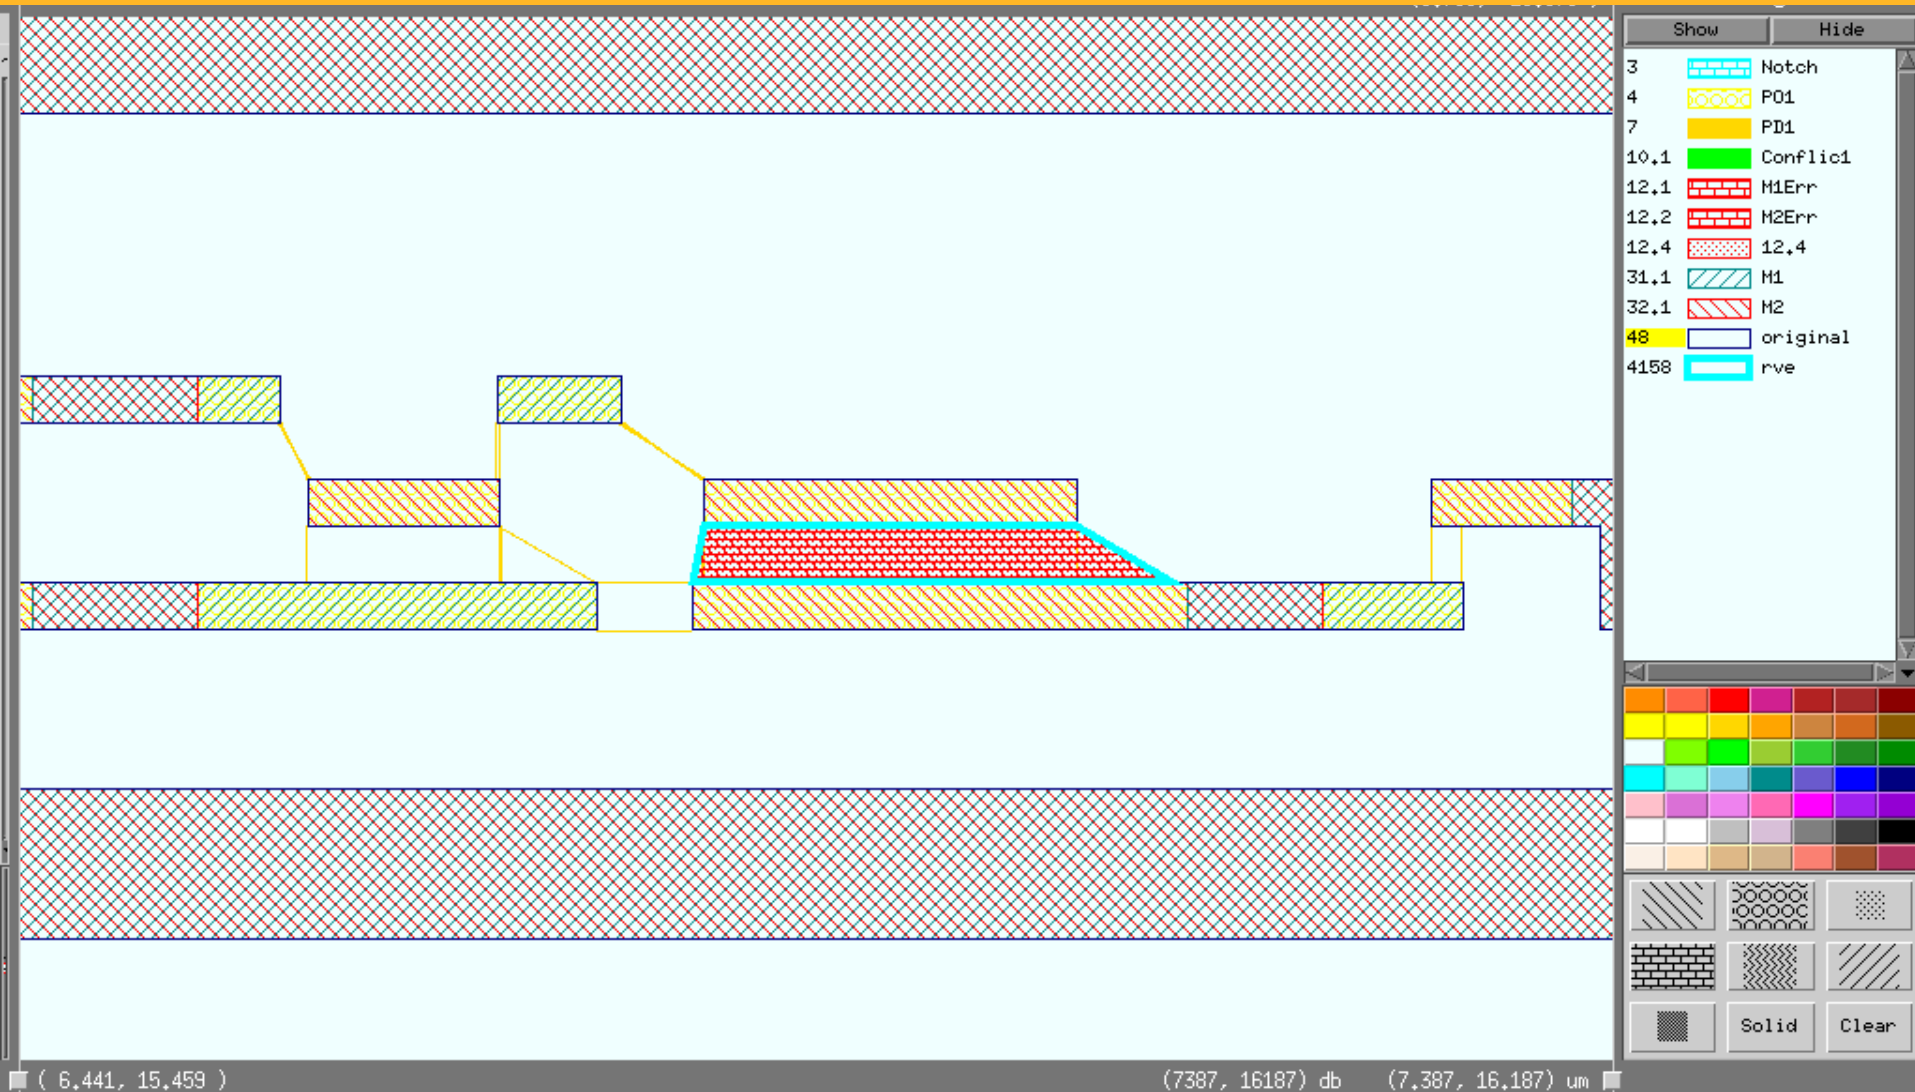 Show Hide
3 Notch
4 PO1
7 PD1
10.1 Conflic1
12.1 M1Err
12.2 M2Err
12.4 12.4
31.1 M1
32.1 M2
48 original
4158 rve
Solid Clear
( 6.441, 15.459 ) (7387, 16187) db (7.387, 16.187) um